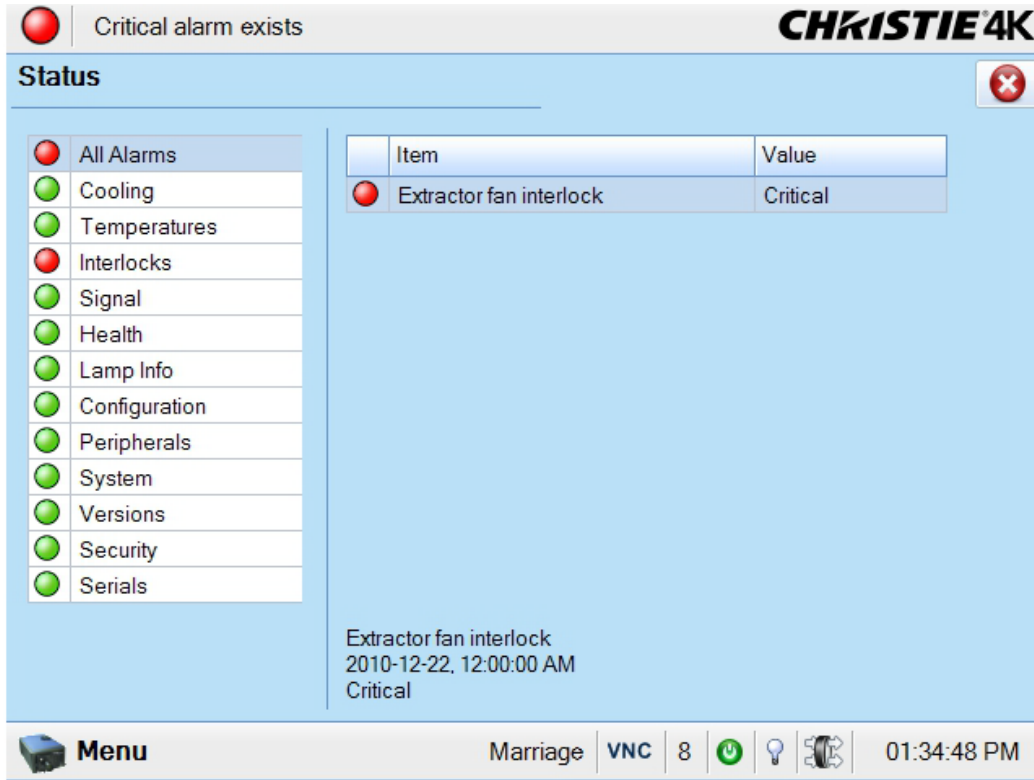 Critical alarm exists
CHRISTIE 4K
Status
All Alarms
Cooling
Temperatures
Interlocks
Signal
Health
Lamp Info
Configuration
Peripherals
System
Versions
Security
Serials
Item Value
Extractor fan interlock Critical
Extractor fan interlock
2010-12-22, 12:00:00 AM
Critical
Menu
Marriage VNC 8 01:34:48 PM